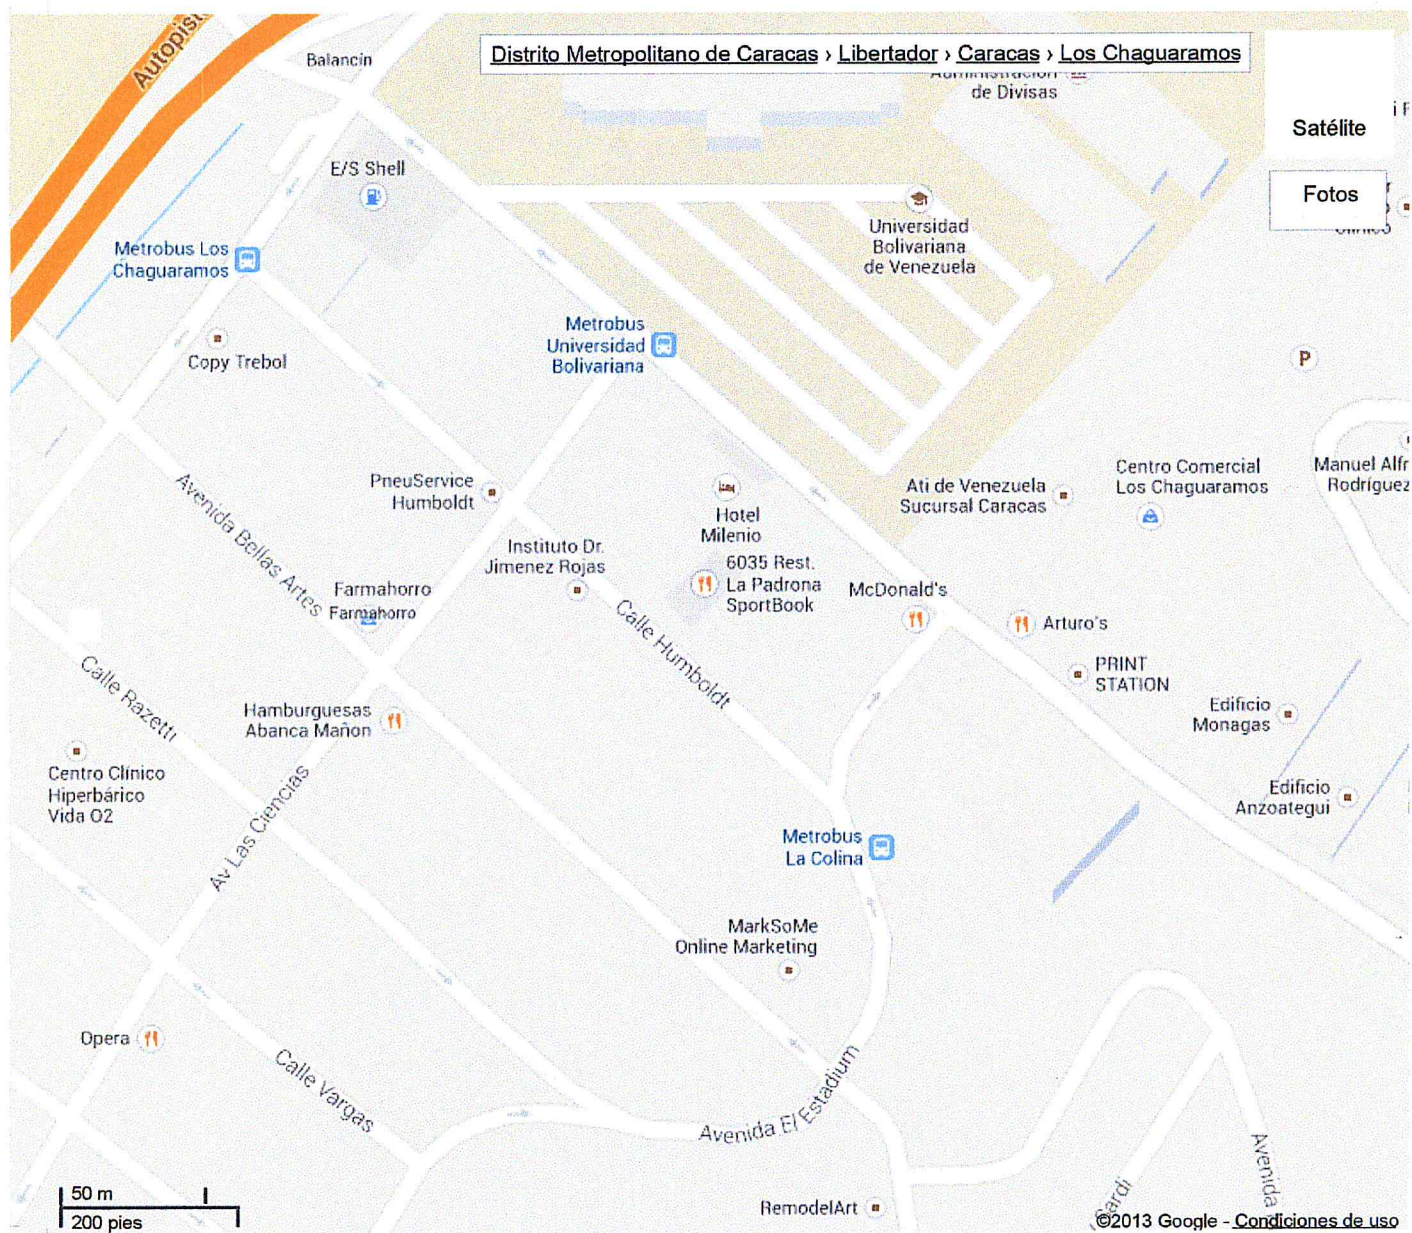 Autopist
Balancín
Distrito Metropolitano de Caracas › Libertador › Caracas › Los Chaguaramos
Administración
de Divisas
Satélite
Fotos
E/S Shell
Universidad
Bolivariana
de Venezuela
Metrobus Los
Chaguaramos
Metrobus
Universidad
Bolivariana
Copy Trebol
P
PneuService
Humboldt
Avenida Bellas Artes
Hotel
Milenio
Ati de Venezuela
Sucursal Caracas
Centro Comercial
Los Chaguaramos
Manuel Alfr
Rodríguez
Instituto Dr.
Jimenez Rojas
6035 Rest.
La Padrona
SportBook
McDonald's
Arturo's
Farmahorro
Farmahorro
Calle Humboldt
PRINT
STATION
Calle Razetti
Hamburguesas
Abanca Mañon
Edificio
Monagas
Centro Clínico
Hiperbárico
Vida O2
Av Las Ciencias
Edificio
Anzoategui
Metrobus
La Colina
MarkSoMe
Online Marketing
Opera
Calle Vargas
Avenida El Estadium
Avenida
Sardi
RemodelArt
50 m
200 pies
©2013 Google - Condiciones de uso